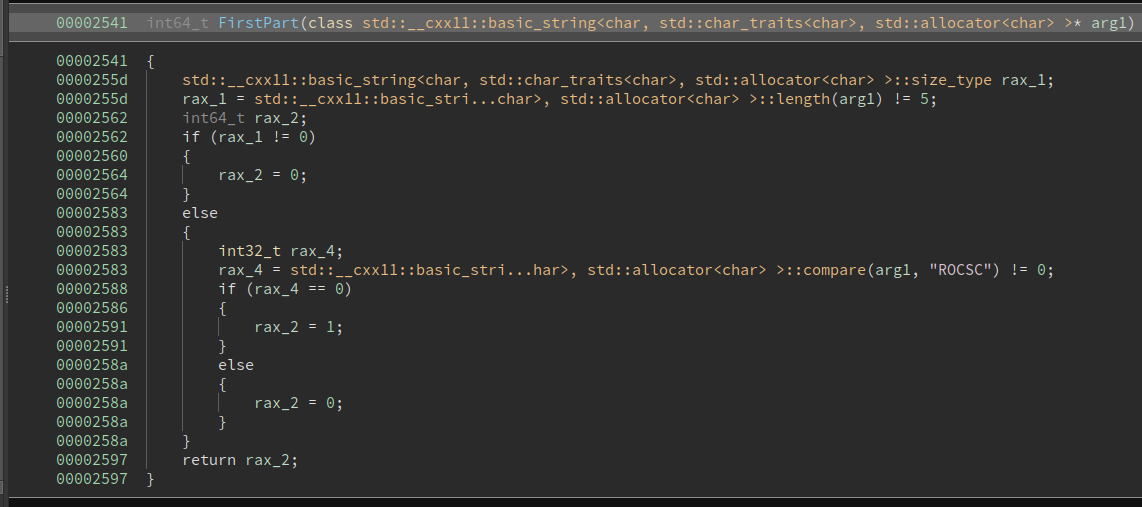 00002541 int64_t FirstPart(class std::__cxx11::basic_string<char, std::char_traits<char>, std::allocator<char> >* arg1)
00002541 {
0000255d std::__cxx11::basic_string<char, std::char_traits<char>, std::allocator<char> >::size_type rax_1;
0000255d rax_1 = std::__cxx11::basic_stri...char>, std::allocator<char> >::length(arg1) != 5;
00002562 int64_t rax_2;
00002562 if (rax_1 != 0)
00002560 {
00002564 rax_2 = 0;
00002564 }
00002583 else
00002583 {
00002583 int32_t rax_4;
00002583 rax_4 = std::__cxx11::basic_stri...har>, std::allocator<char> >::compare(arg1, "ROCSC") != 0;
00002588 if (rax_4 == 0)
00002586 {
00002591 rax_2 = 1;
00002591 }
0000258a else
0000258a {
0000258a rax_2 = 0;
0000258a }
0000258a }
00002597 return rax_2;
00002597 }